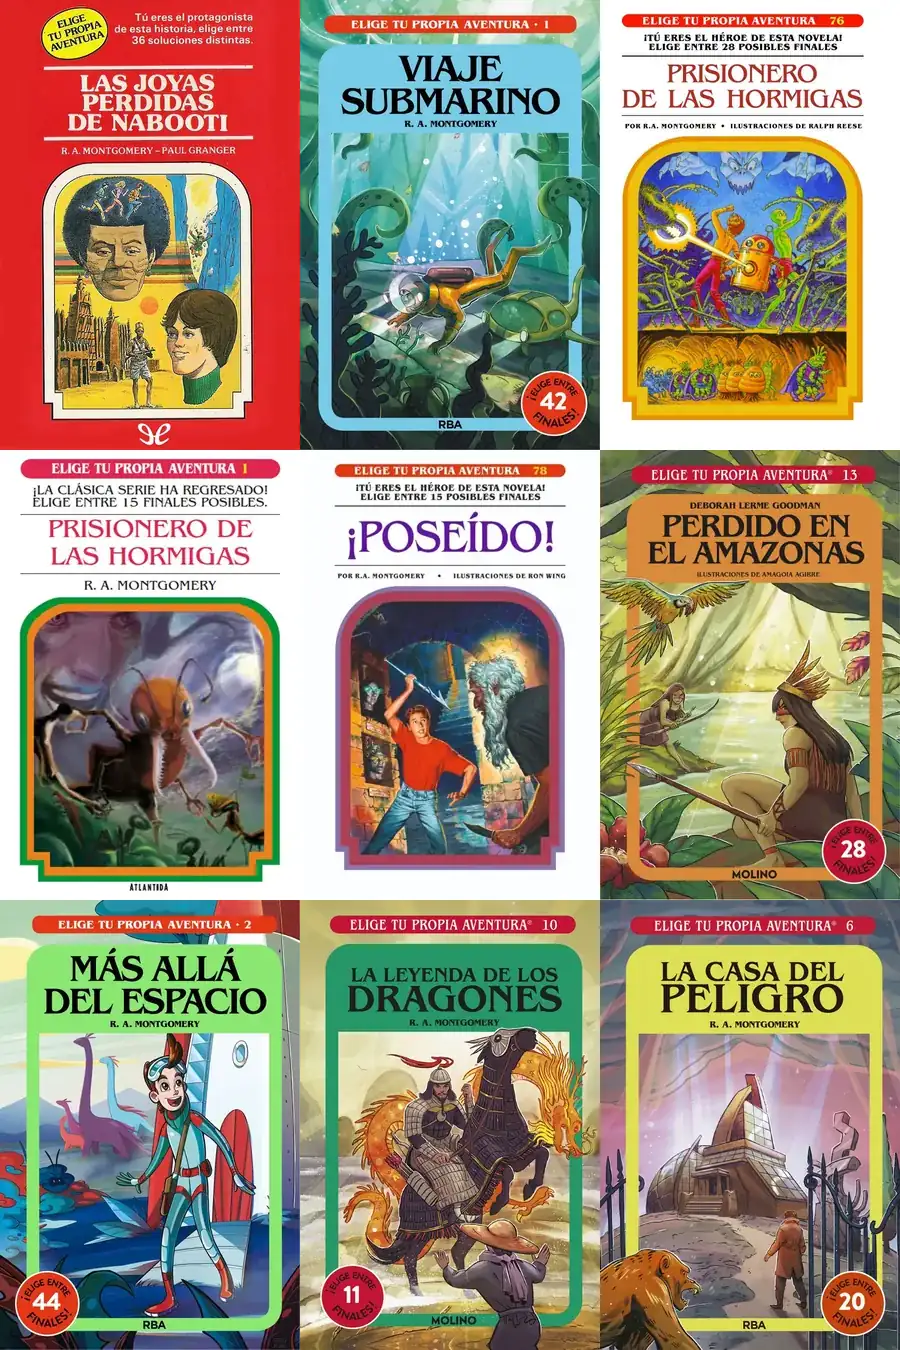 ELIGE
TU PROPIA
AVENTURA
Tú eres el protagonista
de esta historia, elige entre
36 soluciones distintas.
LAS JOYAS
PERDIDAS
DE NABOOTI
R. A. MONTGOMERY – PAUL GRANGER
ELIGE TU PROPIA AVENTURA · 1
VIAJE
SUBMARINO
R. A. MONTGOMERY
¡ELIGE ENTRE
42
FINALES!
RBA
ELIGE TU PROPIA AVENTURA 76
¡TÚ ERES EL HÉROE DE ESTA NOVELA!
ELIGE ENTRE 28 POSIBLES FINALES
PRISIONERO
DE LAS HORMIGAS
POR R.A. MONTGOMERY • ILUSTRACIONES DE RALPH REESE
ELIGE TU PROPIA AVENTURA 1
¡LA CLÁSICA SERIE HA REGRESADO!
ELIGE ENTRE 15 FINALES POSIBLES.
PRISIONERO DE
LAS HORMIGAS
R. A. MONTGOMERY
ATLANTIDA
ELIGE TU PROPIA AVENTURA 78
¡TÚ ERES EL HÉROE DE ESTA NOVELA!
ELIGE ENTRE 15 POSIBLES FINALES
¡POSEÍDO!
POR R.A. MONTGOMERY • ILUSTRACIONES DE RON WING
ELIGE TU PROPIA AVENTURA® 13
DEBORAH LERME GOODMAN
PERDIDO EN
EL AMAZONAS
ILUSTRACIONES DE AMAGOIA AGIRRE
¡ELIGE ENTRE
28
FINALES!
MOLINO
ELIGE TU PROPIA AVENTURA · 2
MÁS ALLÁ
DEL ESPACIO
R. A. MONTGOMERY
¡ELIGE ENTRE
44
FINALES!
RBA
ELIGE TU PROPIA AVENTURA® 10
LA LEYENDA DE LOS
DRAGONES
R. A. MONTGOMERY
¡ELIGE ENTRE
11
FINALES!
MOLINO
ELIGE TU PROPIA AVENTURA® 6
LA CASA DEL
PELIGRO
R. A. MONTGOMERY
¡ELIGE ENTRE
20
FINALES!
RBA